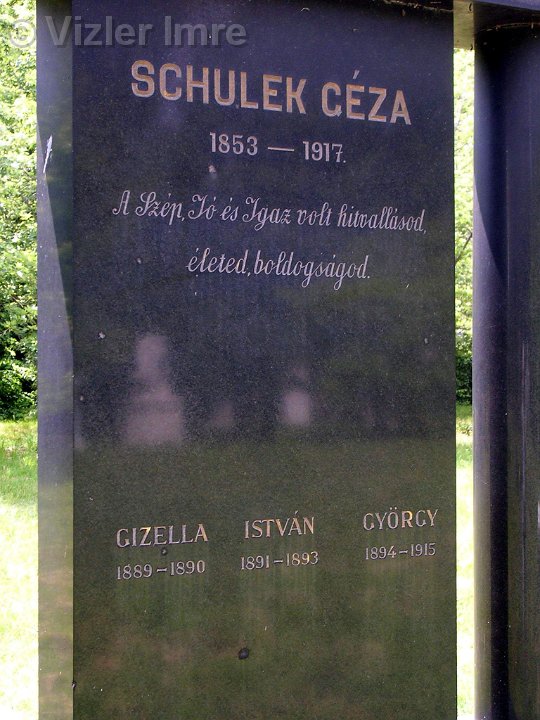 © Vizler Imre
SCHULEK GÉZA
1853 — 1917.
A Szép, Jó és Igaz volt hitvallásod,
életed, boldogságod.
GIZELLA ISTVÁN GYÖRGY
1889 – 1890 1891 – 1893 1894 – 1915